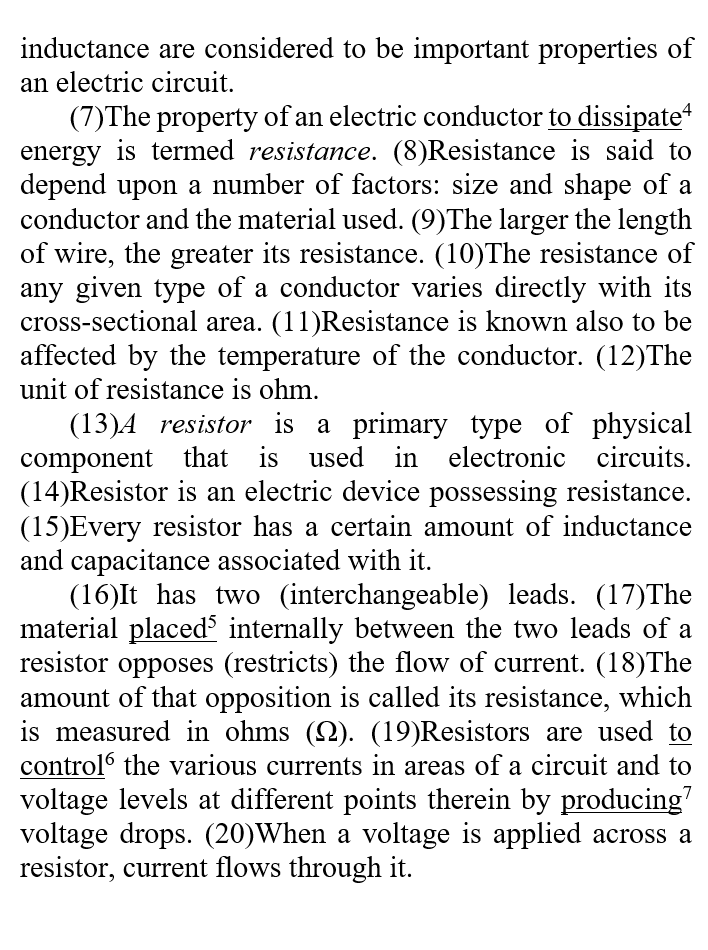 inductance are considered to be important properties of
an electric circuit.
(7)The property of an electric conductor to dissipate⁴
energy is termed resistance. (8)Resistance is said to
depend upon a number of factors: size and shape of a
conductor and the material used. (9)The larger the length
of wire, the greater its resistance. (10)The resistance of
any given type of a conductor varies directly with its
cross-sectional area. (11)Resistance is known also to be
affected by the temperature of the conductor. (12)The
unit of resistance is ohm.
(13)A resistor is a primary type of physical
component that is used in electronic circuits.
(14)Resistor is an electric device possessing resistance.
(15)Every resistor has a certain amount of inductance
and capacitance associated with it.
(16)It has two (interchangeable) leads. (17)The
material placed⁵ internally between the two leads of a
resistor opposes (restricts) the flow of current. (18)The
amount of that opposition is called its resistance, which
is measured in ohms (Ω). (19)Resistors are used to
control⁶ the various currents in areas of a circuit and to
voltage levels at different points therein by producing⁷
voltage drops. (20)When a voltage is applied across a
resistor, current flows through it.